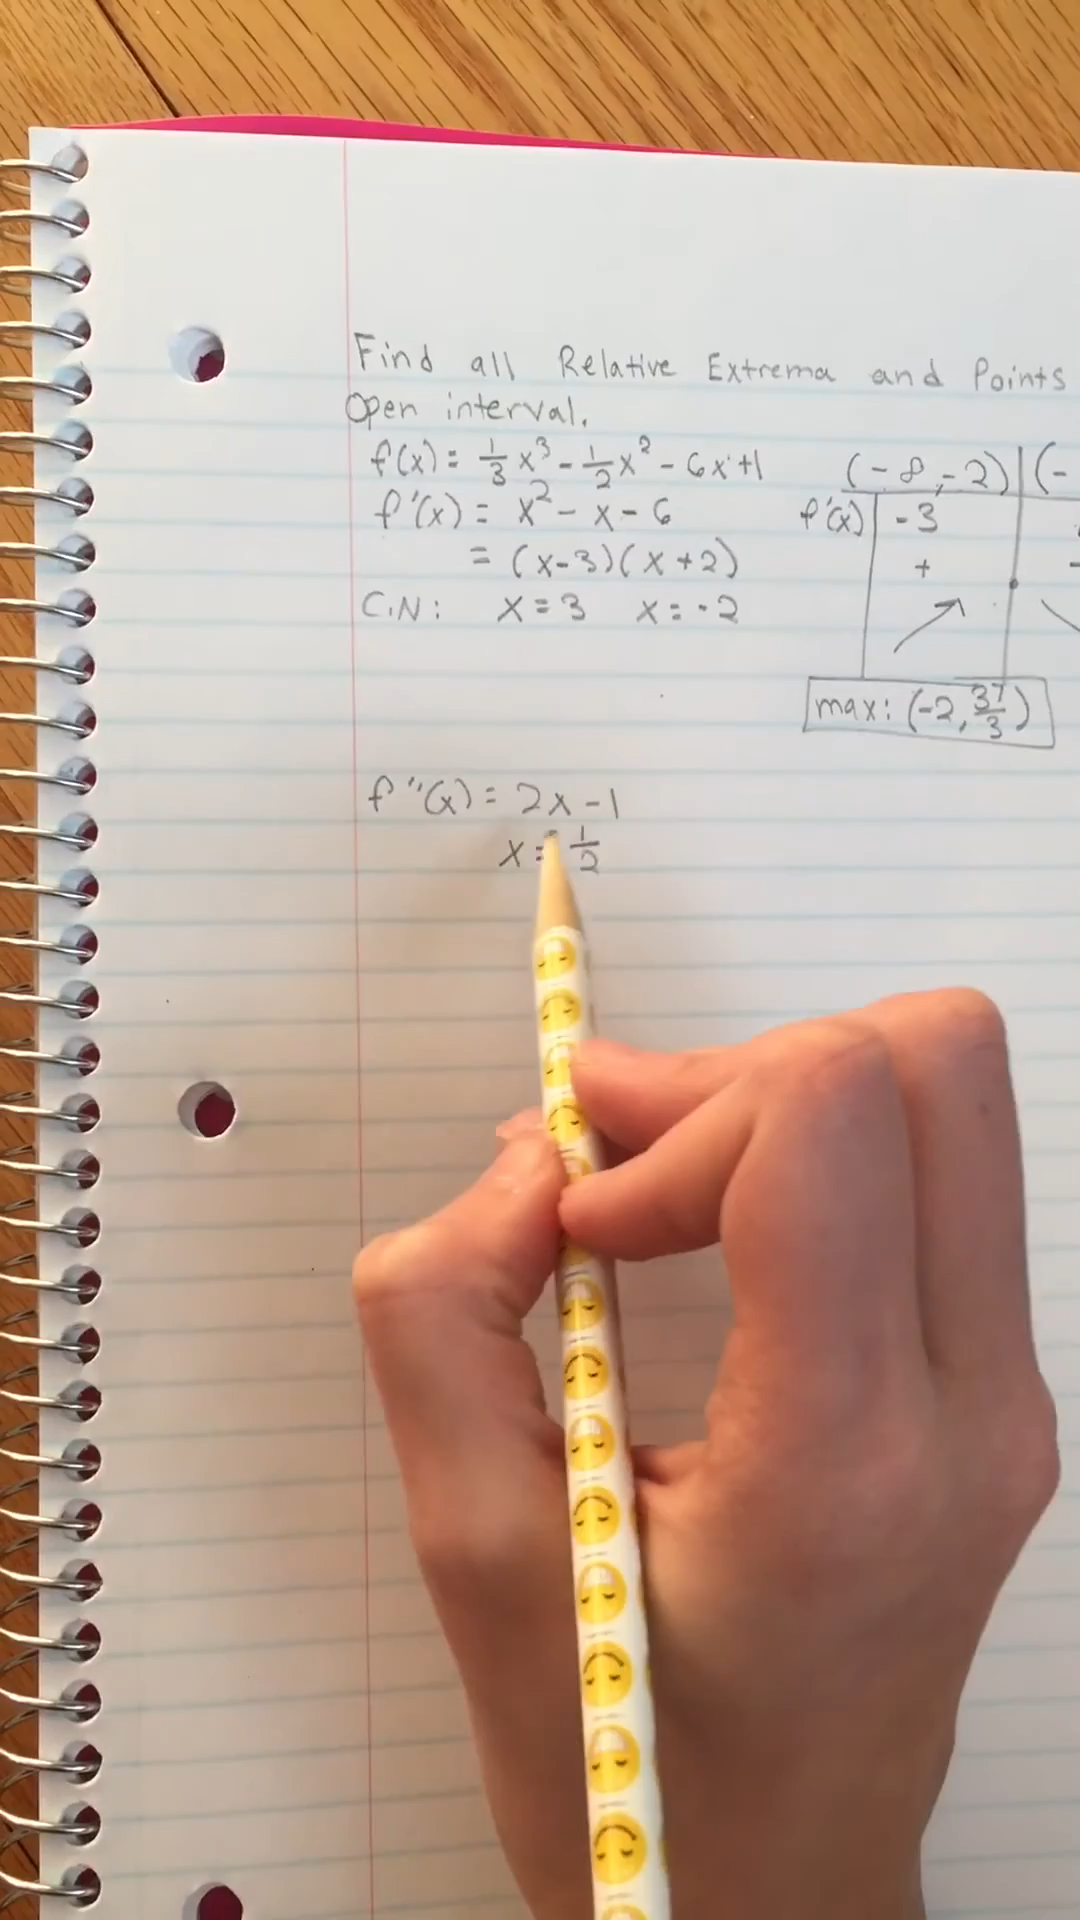 Find all Relative Extrema and Points
Open interval.
f(x) = 1/3 x³ - 1/2 x² - 6x + 1
f'(x) = x² - x - 6
= (x-3)(x+2)
C.N: x = 3 x = -2
(-∞, -2) | (-
f'(x) | -3
+
max: (-2, 37/3)
f''(x) = 2x - 1
x = 1/2